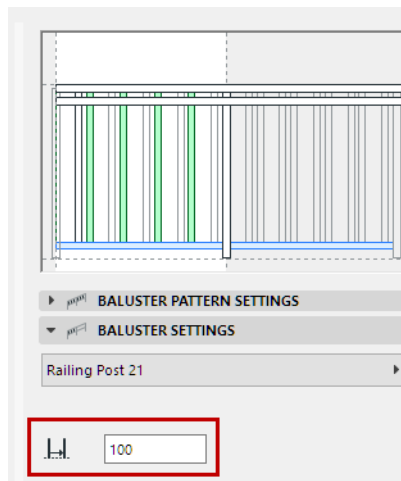 BALUSTER PATTERN SETTINGS
BALUSTER SETTINGS
Railing Post 21
100